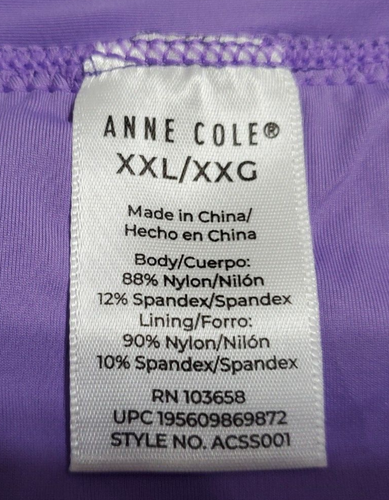 ANNE COLE®
XXL/XXG
Made in China/
Hecho en China
Body/Cuerpo:
88% Nylon/Nilón
12% Spandex/Spandex
Lining/Forro:
90% Nylon/Nilón
10% Spandex/Spandex
RN 103658
UPC 195609869872
STYLE NO. ACSS001